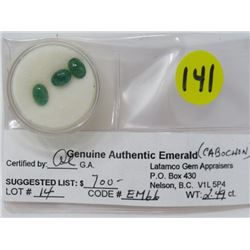 141
Genuine Authentic Emerald (CABOCHON)
Certified by: G.A. Latamco Gem Appraisers
SUGGESTED LIST: $ 700- P.O. Box 430
Nelson, B.C. V1L 5P4
LOT # 14 CODE # EM66 WT: 2.49 ct.